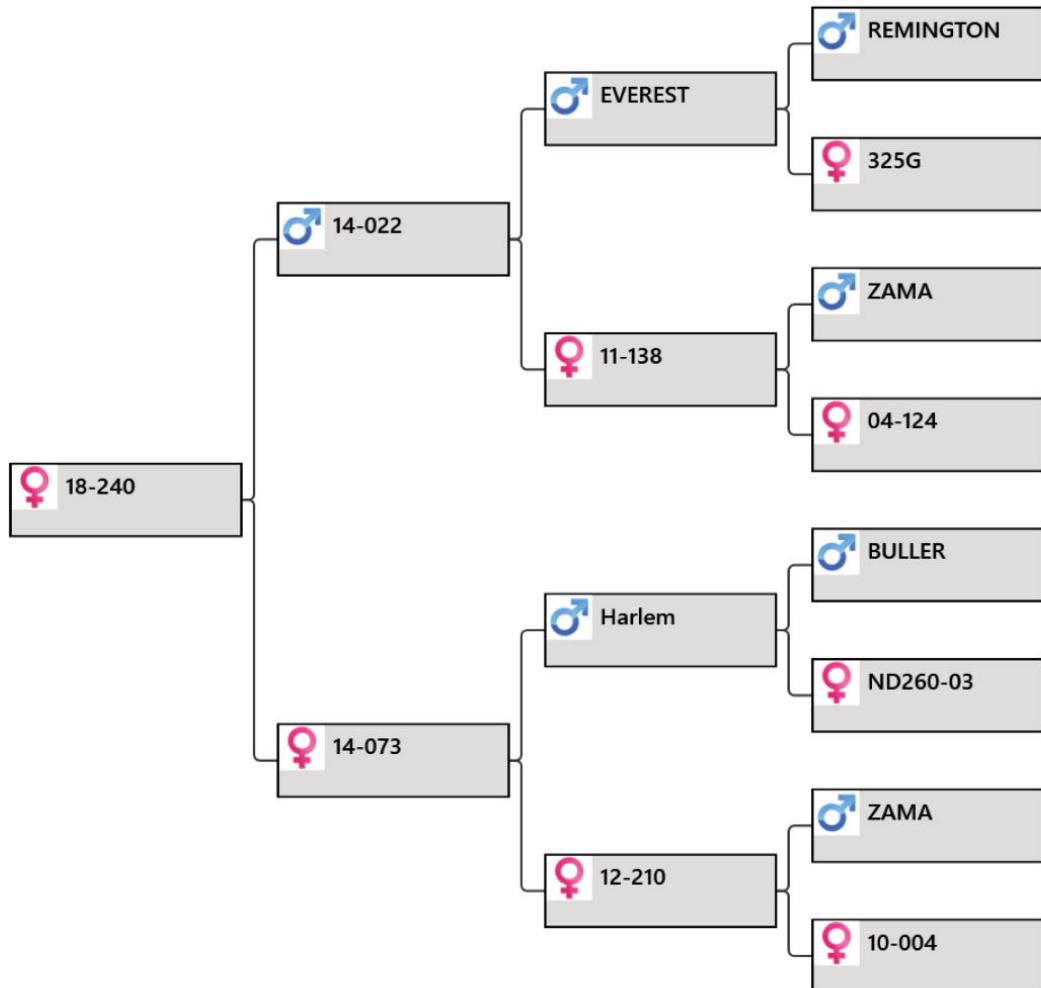 REMINGTON
EVEREST
325G
14-022
ZAMA
11-138
04-124
18-240
BULLER
Harlem
ND260-03
14-073
ZAMA
12-210
10-004